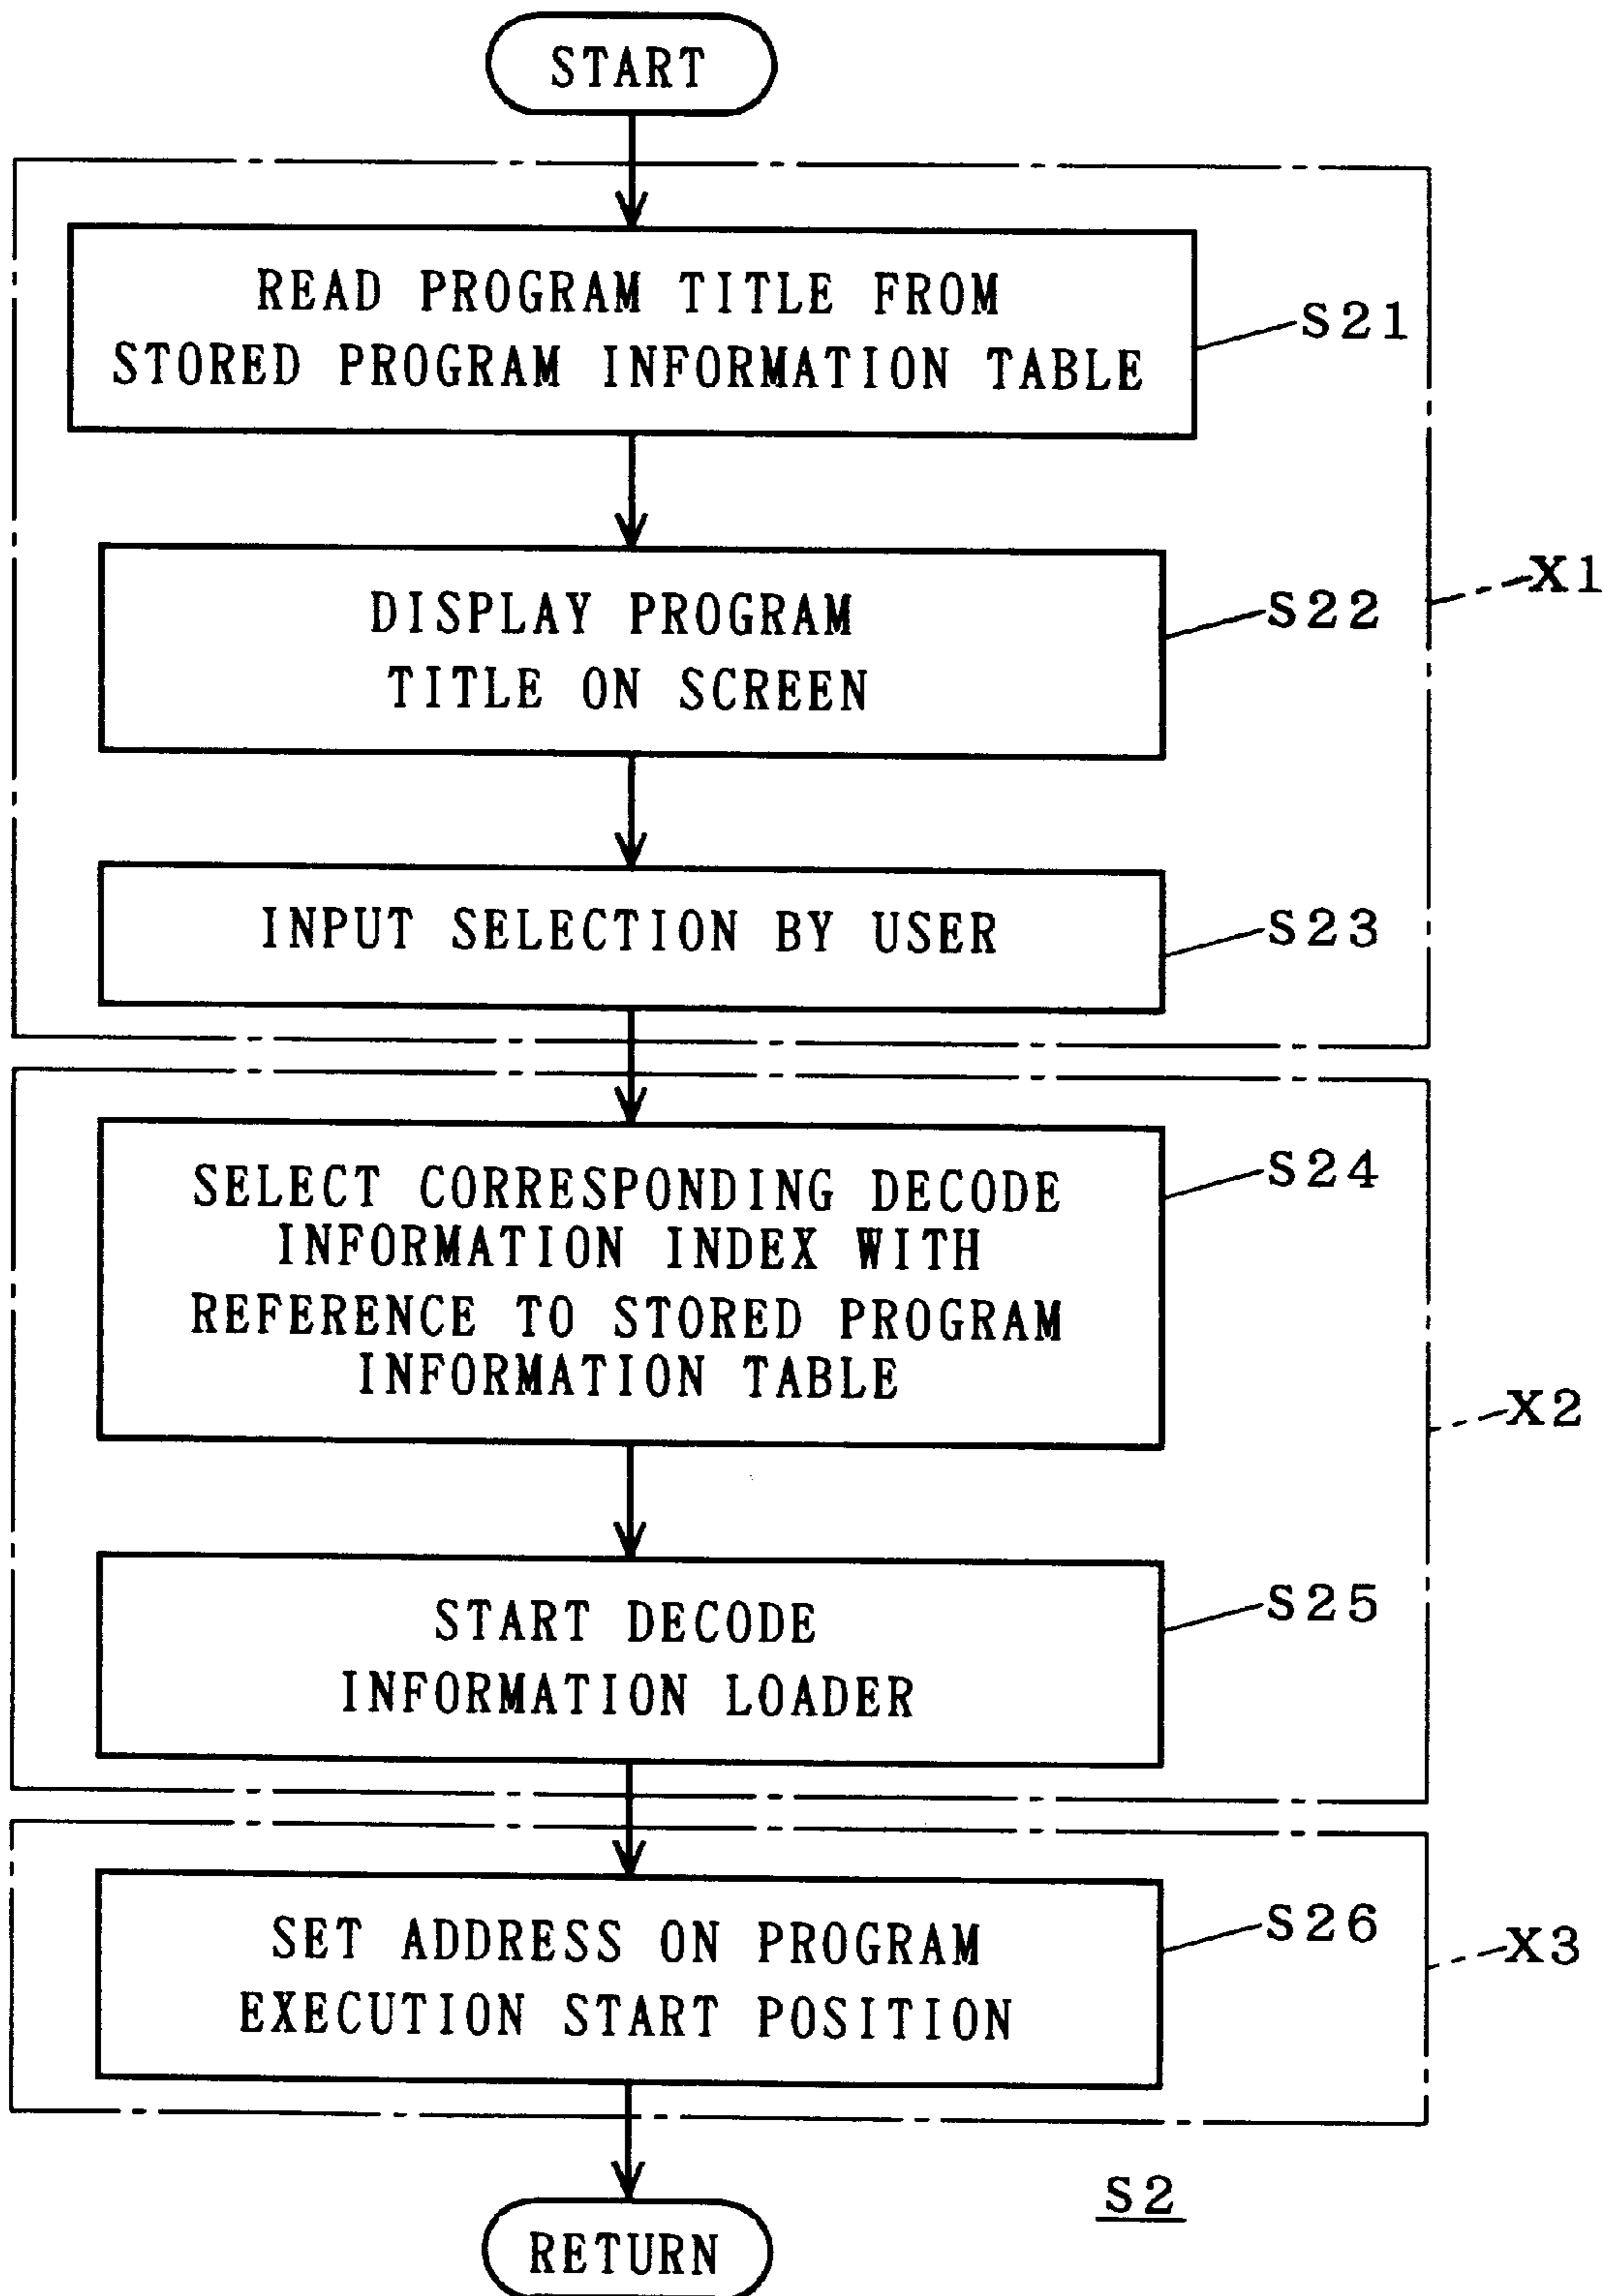 START
READ PROGRAM TITLE FROM
STORED PROGRAM INFORMATION TABLE
S21
DISPLAY PROGRAM
TITLE ON SCREEN
S22
X1
INPUT SELECTION BY USER
S23
SELECT CORRESPONDING DECODE
INFORMATION INDEX WITH
REFERENCE TO STORED PROGRAM
INFORMATION TABLE
S24
X2
START DECODE
INFORMATION LOADER
S25
SET ADDRESS ON PROGRAM
EXECUTION START POSITION
S26
X3
S2
RETURN